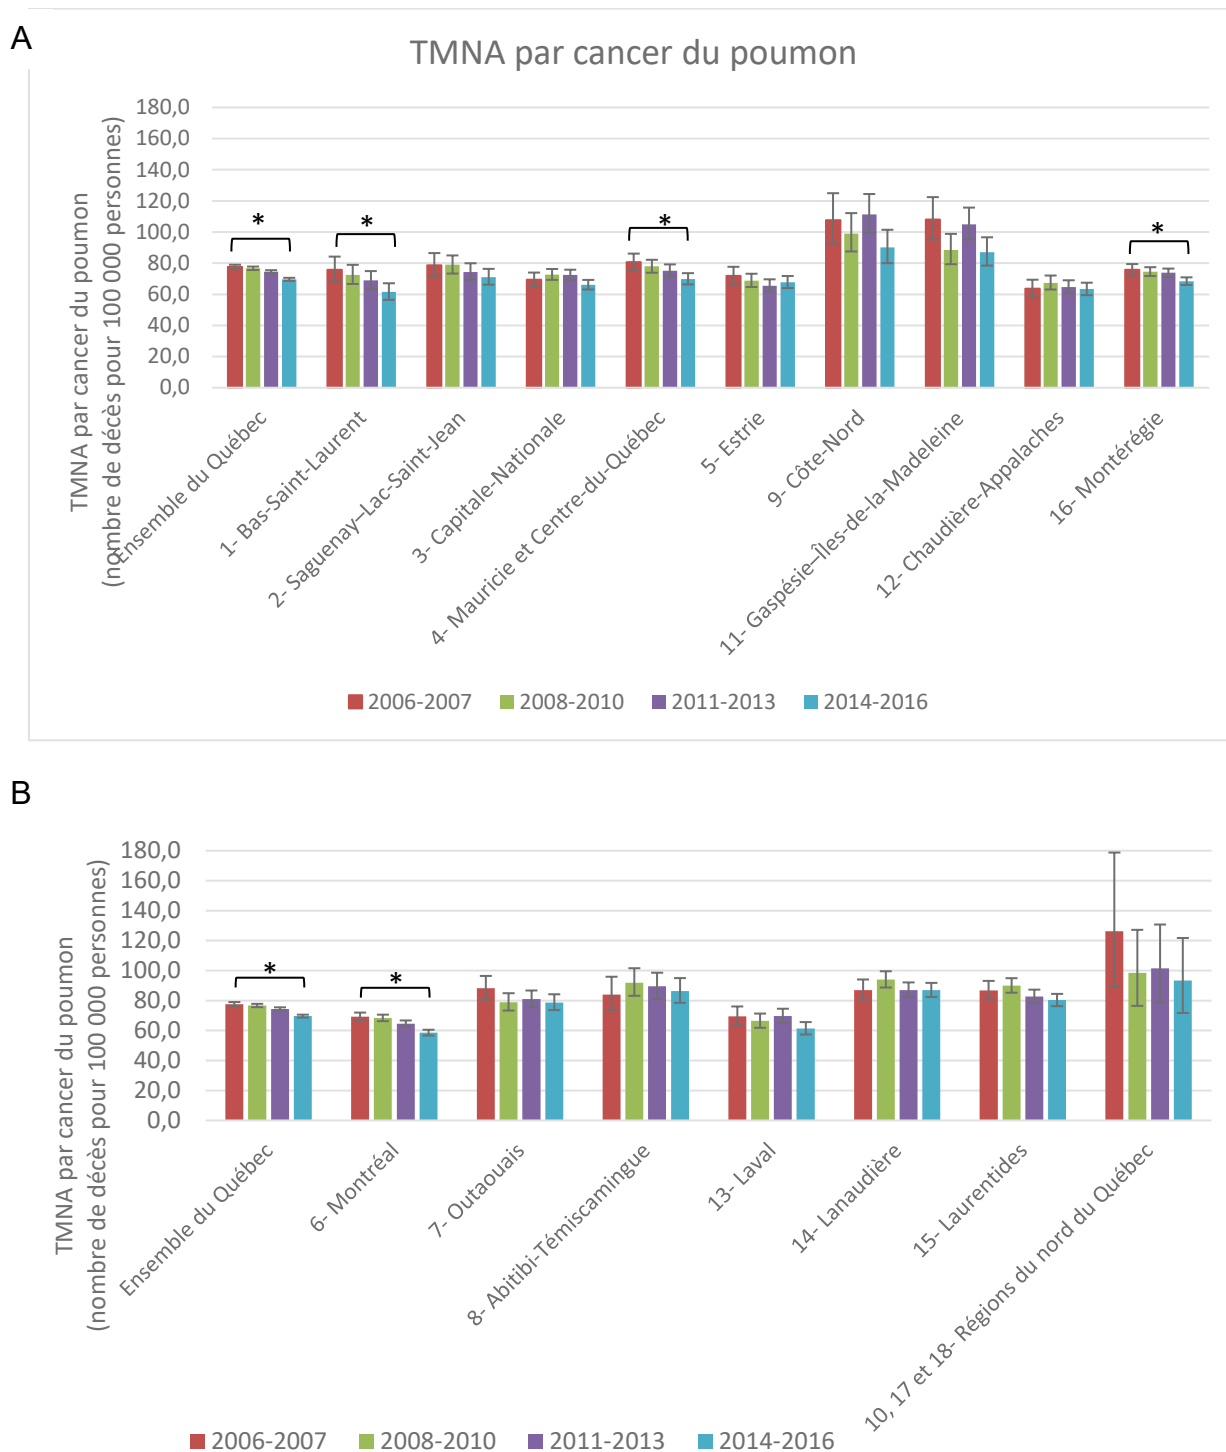 A
TMNA par cancer du poumon
TMNA par cancer du poumon
(nombre de décès pour 100 000 personnes)
180,0
160,0
140,0
120,0
100,0
80,0
60,0
40,0
20,0
0,0
*
*
*
*
Ensemble du Québec
1- Bas-Saint-Laurent
2- Saguenay–Lac-Saint-Jean
3- Capitale-Nationale
4- Mauricie et Centre-du-Québec
5- Estrie
9- Côte-Nord
11- Gaspésie–Îles-de-la-Madeleine
12- Chaudière-Appalaches
16- Montérégie
2006-2007 2008-2010 2011-2013 2014-2016
B
TMNA par cancer du poumon
(nombre de décès pour 100 000 personnes)
180,0
160,0
140,0
120,0
100,0
80,0
60,0
40,0
20,0
0,0
*
*
Ensemble du Québec
6- Montréal
7- Outaouais
8- Abitibi-Témiscamingue
13- Laval
14- Lanaudière
15- Laurentides
10, 17 et 18- Régions du nord du Québec
2006-2007 2008-2010 2011-2013 2014-2016